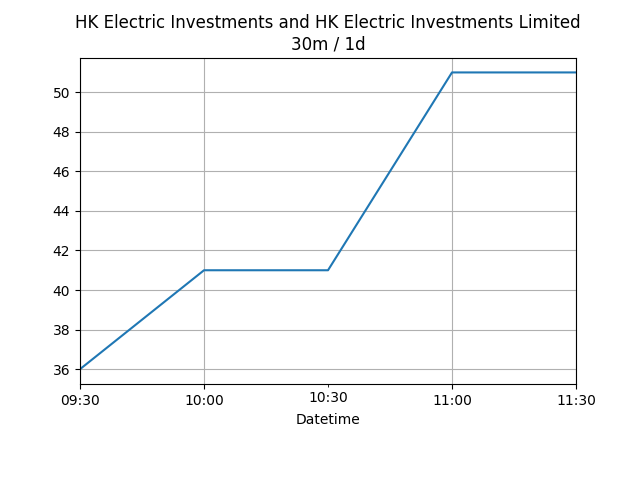 HK Electric Investments and HK Electric Investments Limited
30m / 1d
50
48
46
44
42
40
38
36
09:30 10:00 10:30 11:00 11:30
Datetime